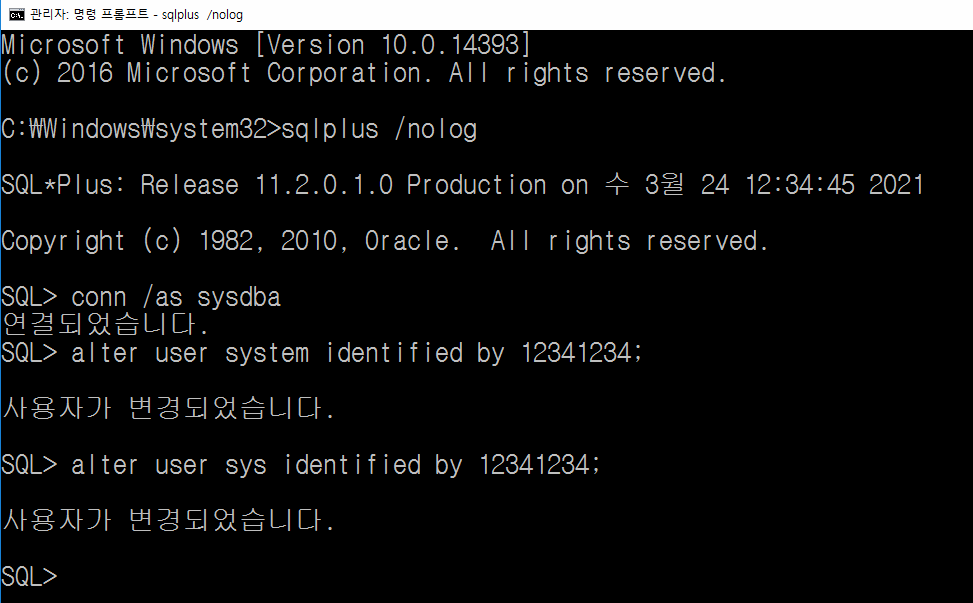 관리자: 명령 프롬프트 - sqlplus  /nolog
Microsoft Windows [Version 10.0.14393]
(c) 2016 Microsoft Corporation. All rights reserved.
C:₩Windows₩system32>sqlplus /nolog
SQL*Plus: Release 11.2.0.1.0 Production on 수 3월 24 12:34:45 2021
Copyright (c) 1982, 2010, Oracle.  All rights reserved.
SQL> conn /as sysdba
연결되었습니다.
SQL> alter user system identified by 12341234;
사용자가 변경되었습니다.
SQL> alter user sys identified by 12341234;
사용자가 변경되었습니다.
SQL>